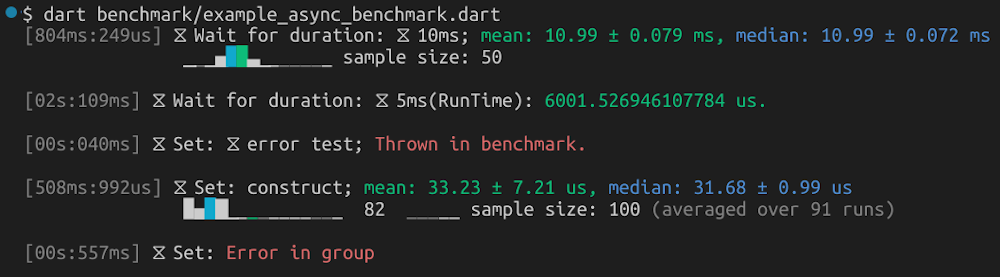 $ dart benchmark/example_async_benchmark.dart
[804ms:249us] ⧖ Wait for duration: ⧖ 10ms; mean: 10.99 ± 0.079 ms, median: 10.99 ± 0.072 ms
sample size: 50
[02s:109ms] ⧖ Wait for duration: ⧖ 5ms(RunTime): 6001.526946107784 us.
[00s:040ms] ⧖ Set: ⧖ error test; Thrown in benchmark.
[508ms:992us] ⧖ Set: construct; mean: 33.23 ± 7.21 us, median: 31.68 ± 0.99 us
82 sample size: 100 (averaged over 91 runs)
[00s:557ms] ⧖ Set: Error in group